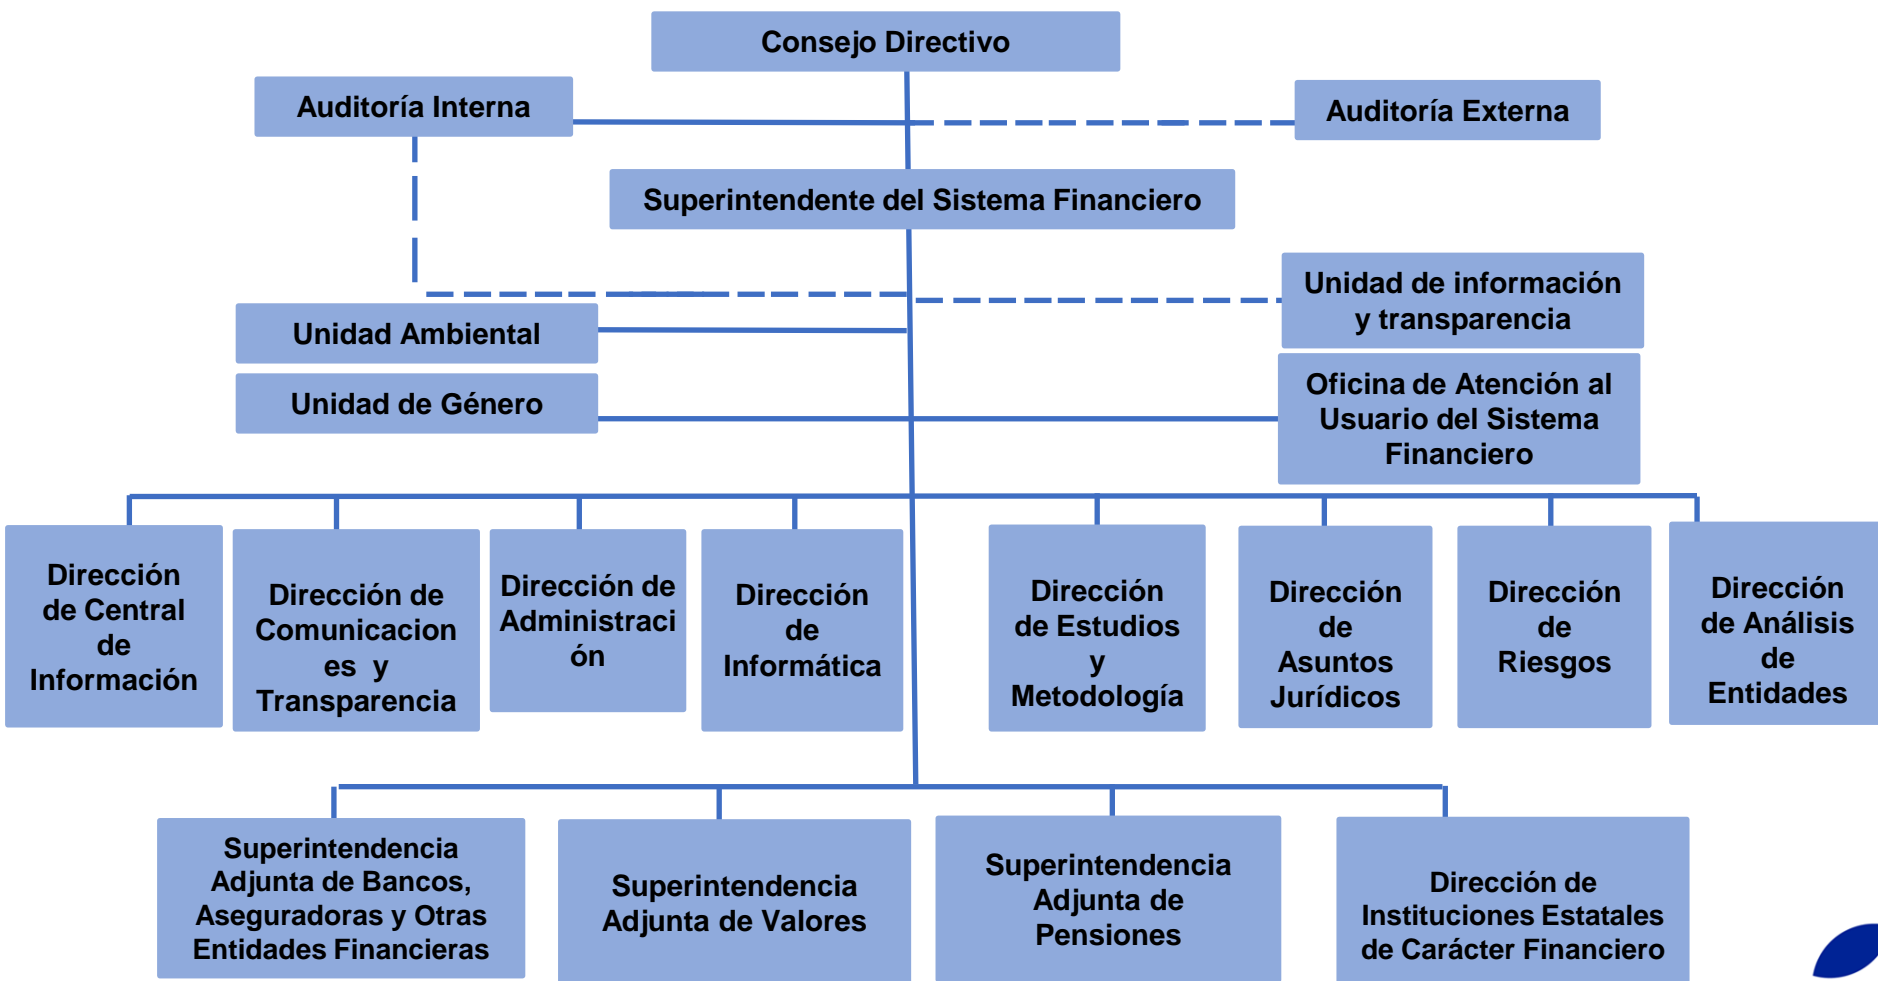 Consejo Directivo
Auditoría Interna
Auditoría Externa
Superintendente del Sistema Financiero
Unidad de información
y transparencia
Unidad Ambiental
Unidad de Género
Oficina de Atención al
Usuario del Sistema
Financiero
Dirección
de Central
de
Información
Dirección de
Comunicacion
es y
Transparencia
Dirección de
Administraci
ón
Dirección
de
Informática
Dirección
de Estudios
y
Metodología
Dirección
de
Asuntos
Jurídicos
Dirección
de
Riesgos
Dirección
de Análisis
de
Entidades
Superintendencia
Adjunta de Bancos,
Aseguradoras y Otras
Entidades Financieras
Superintendencia
Adjunta de Valores
Superintendencia
Adjunta de
Pensiones
Dirección de
Instituciones Estatales
de Carácter Financiero